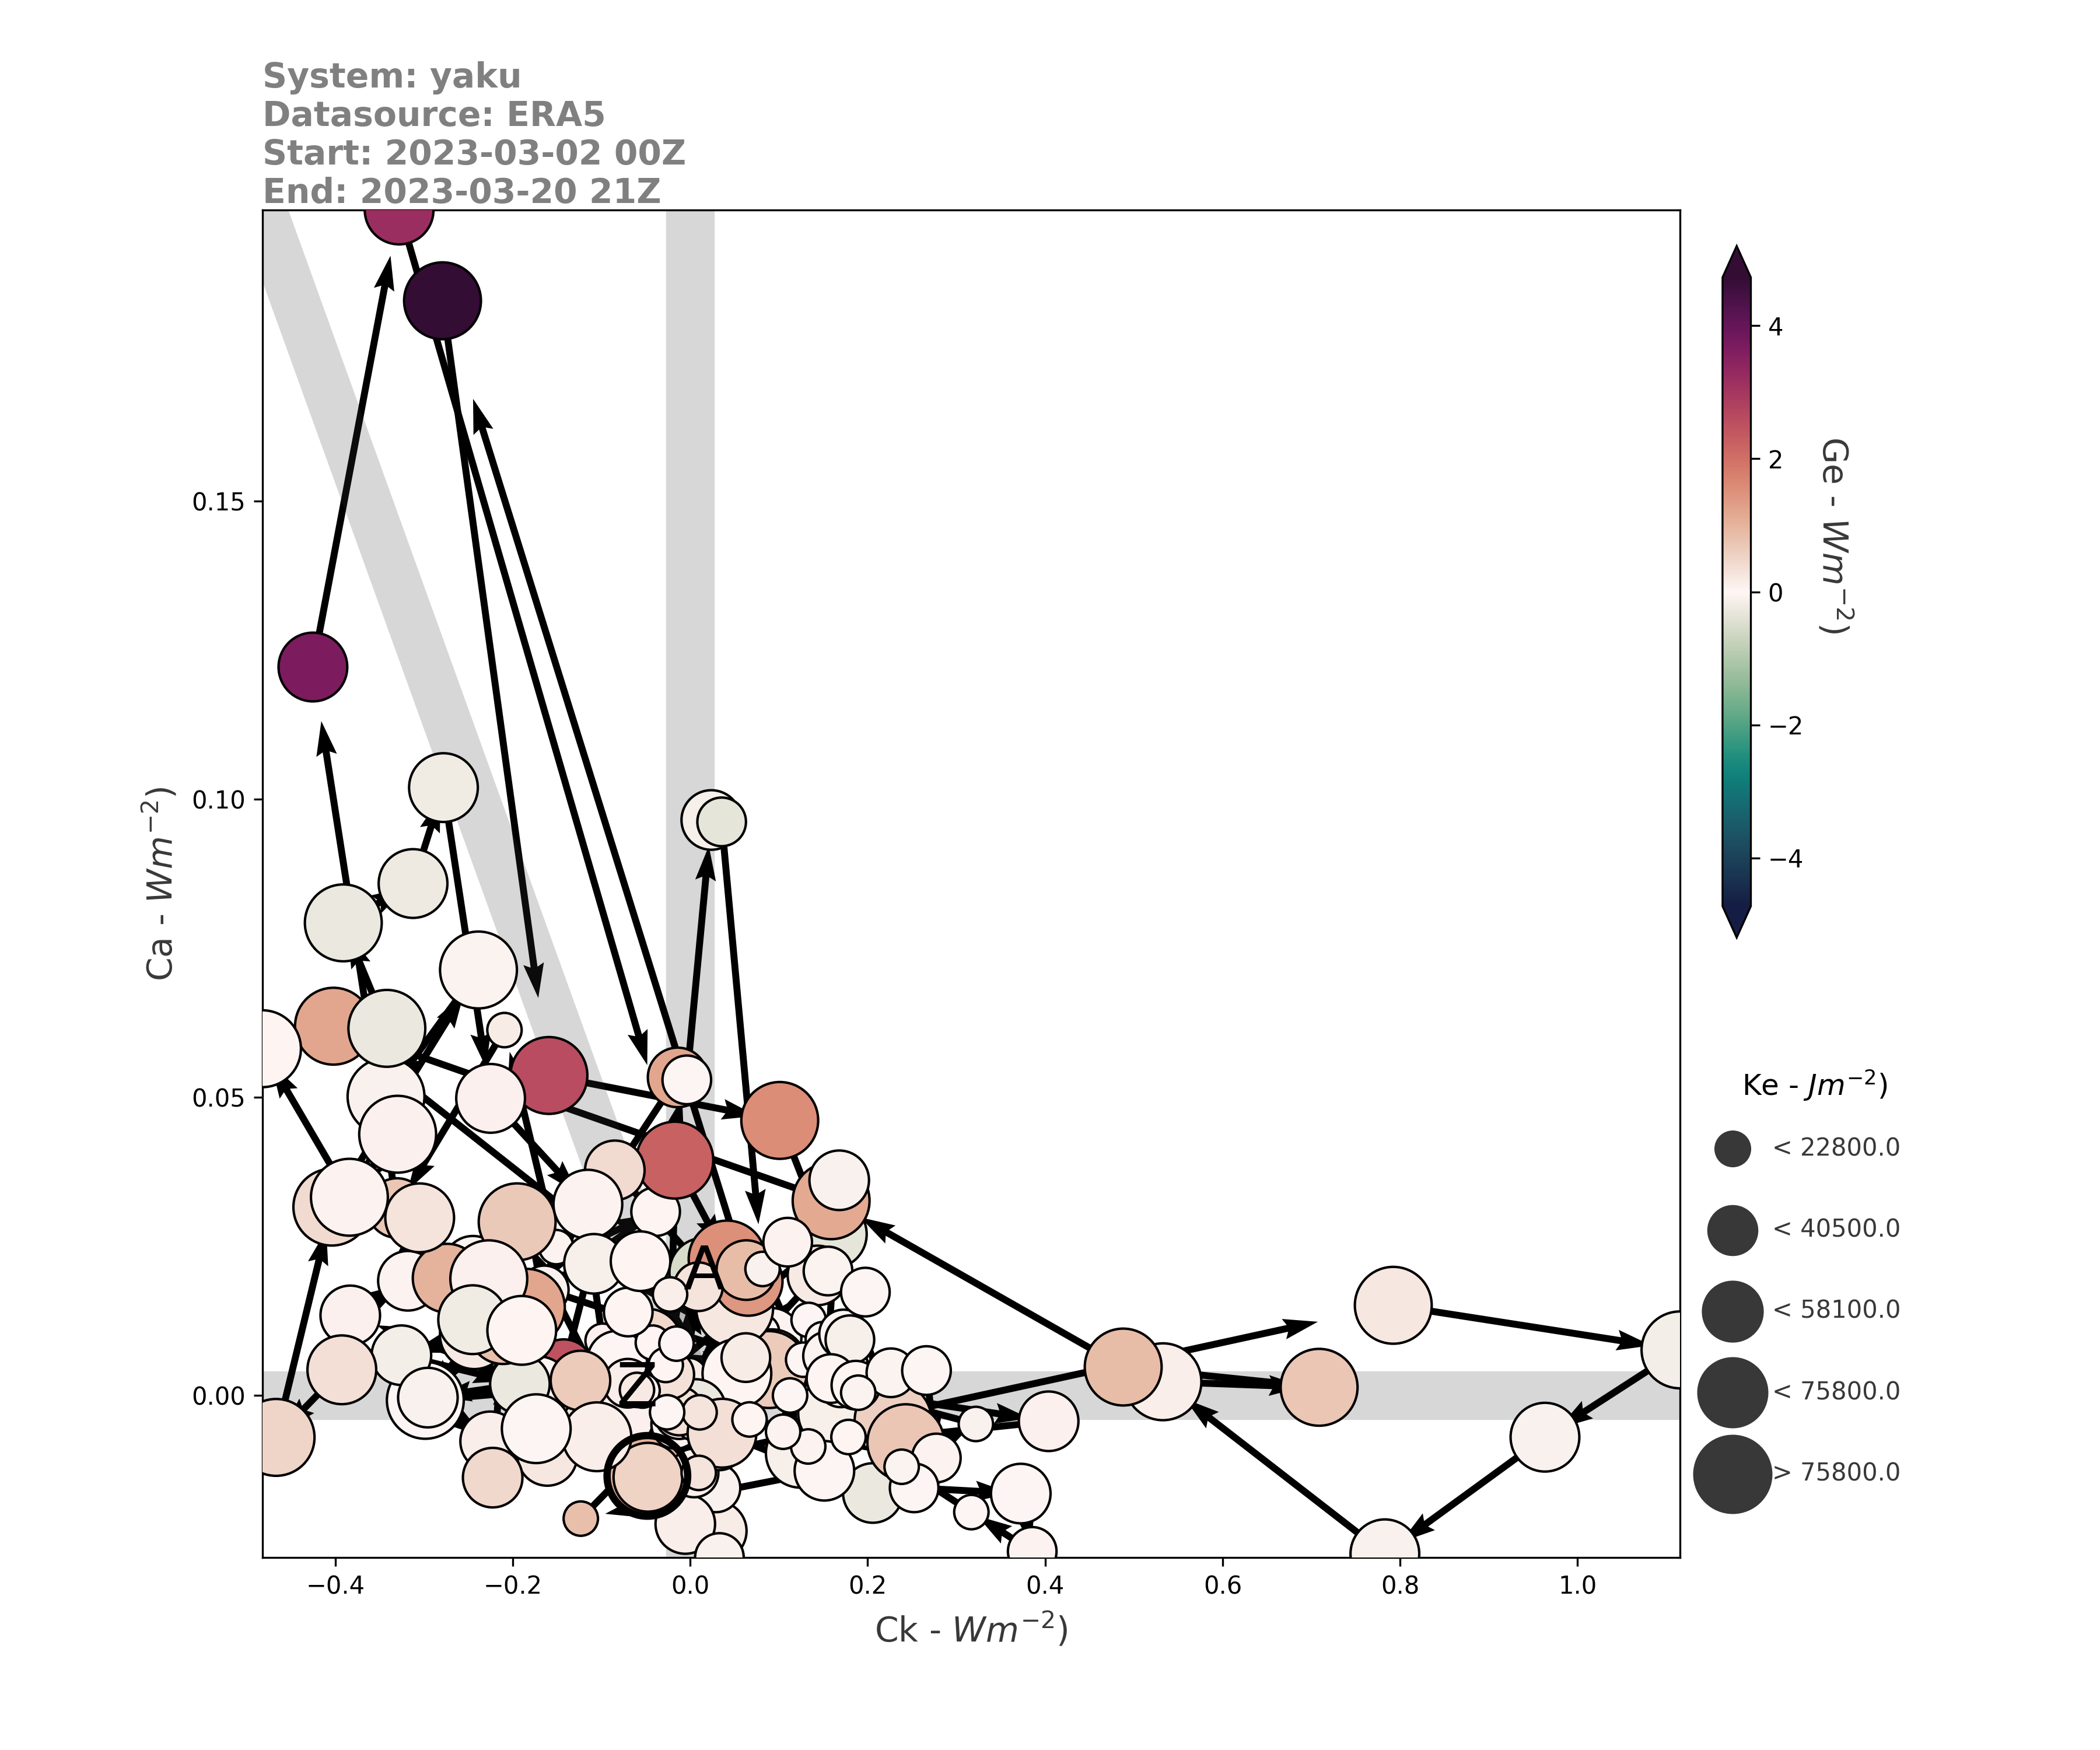 System: yaku
Datasource: ERA5
Start: 2023-03-02 00Z
End: 2023-03-20 21Z
0.15
0.10
0.05
0.00
Ca - Wm⁻²)
A
Z
−0.4
−0.2
0.0
0.2
0.4
0.6
0.8
1.0
Ck - Wm⁻²)
4
2
0
−2
−4
Ge - Wm⁻²)
Ke - Jm⁻²)
< 22800.0
< 40500.0
< 58100.0
< 75800.0
> 75800.0